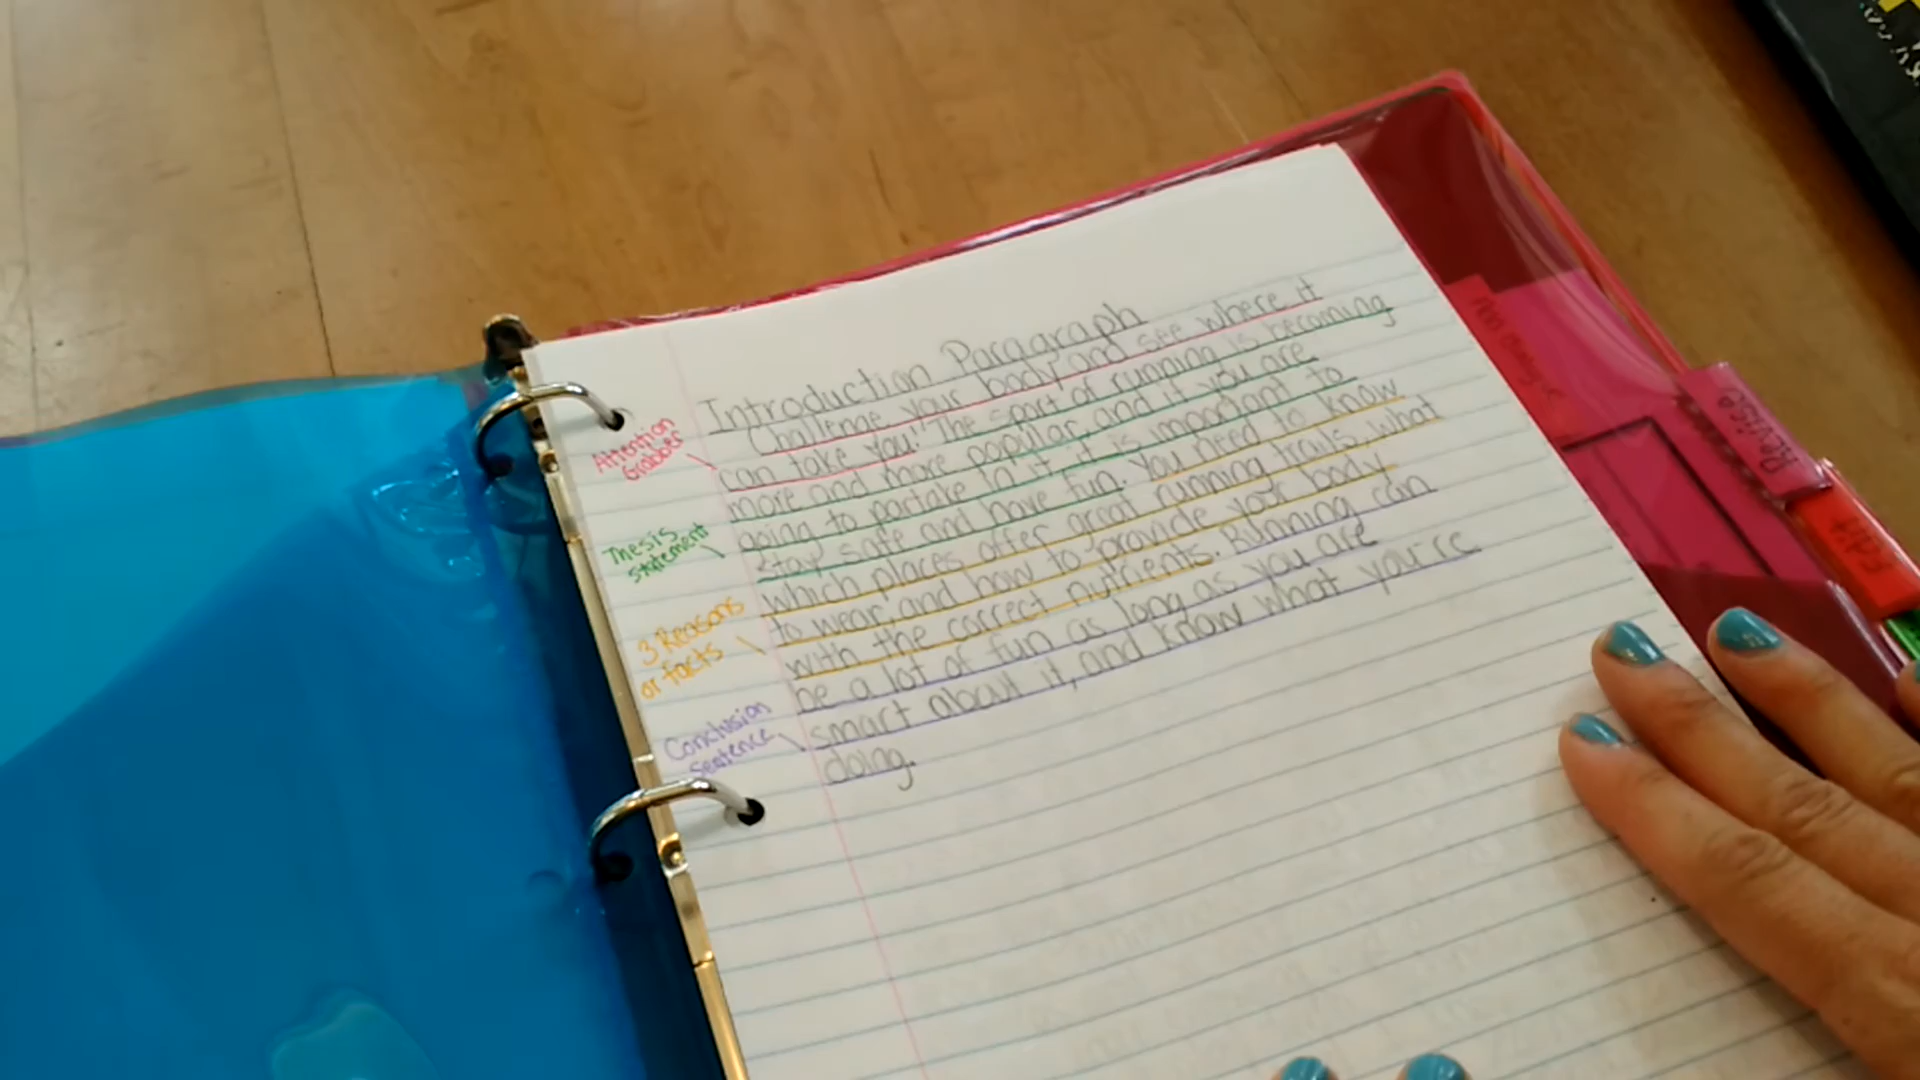 Introduction Paragraph
Challenge your body and see where it
can take you! The sport of running is becoming
more and more popular, and if you are
going to partake in it, it is important to
stay safe and have fun. You need to know
which places offer great running trails, what
to wear, and how to provide your body
with the correct nutrients. Running can
be a lot of fun as long as you are
smart about it, and know what you're
doing.
Attention
Grabber
Thesis
Statement
3 Reasons
or facts
Conclusion
Sentence
Revise
Edit